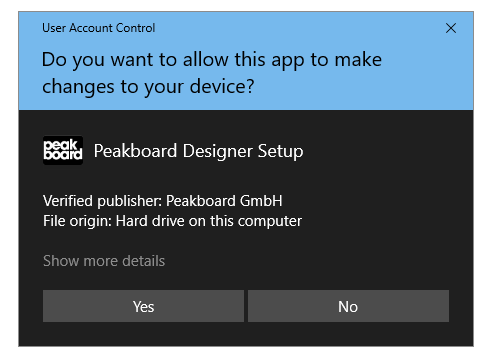 User Account Control
Do you want to allow this app to make
changes to your device?
peak
board
Peakboard Designer Setup
Verified publisher: Peakboard GmbH
File origin: Hard drive on this computer
Show more details
Yes
No